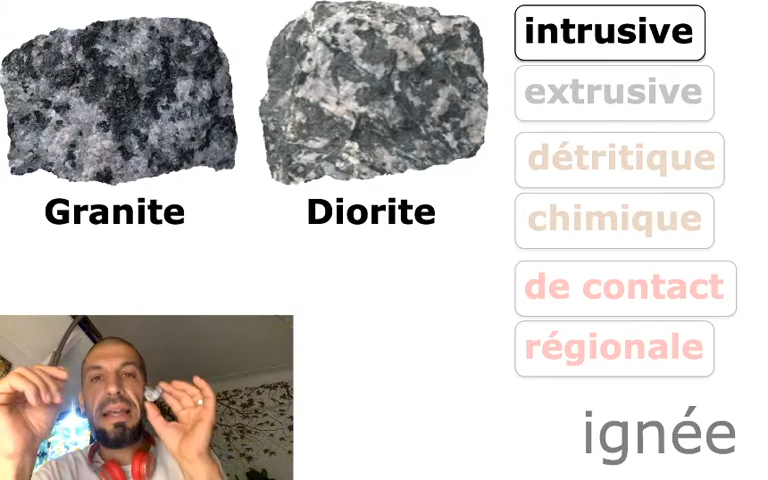 Granite
Diorite
intrusive
extrusive
détritique
chimique
de contact
régionale
ignée